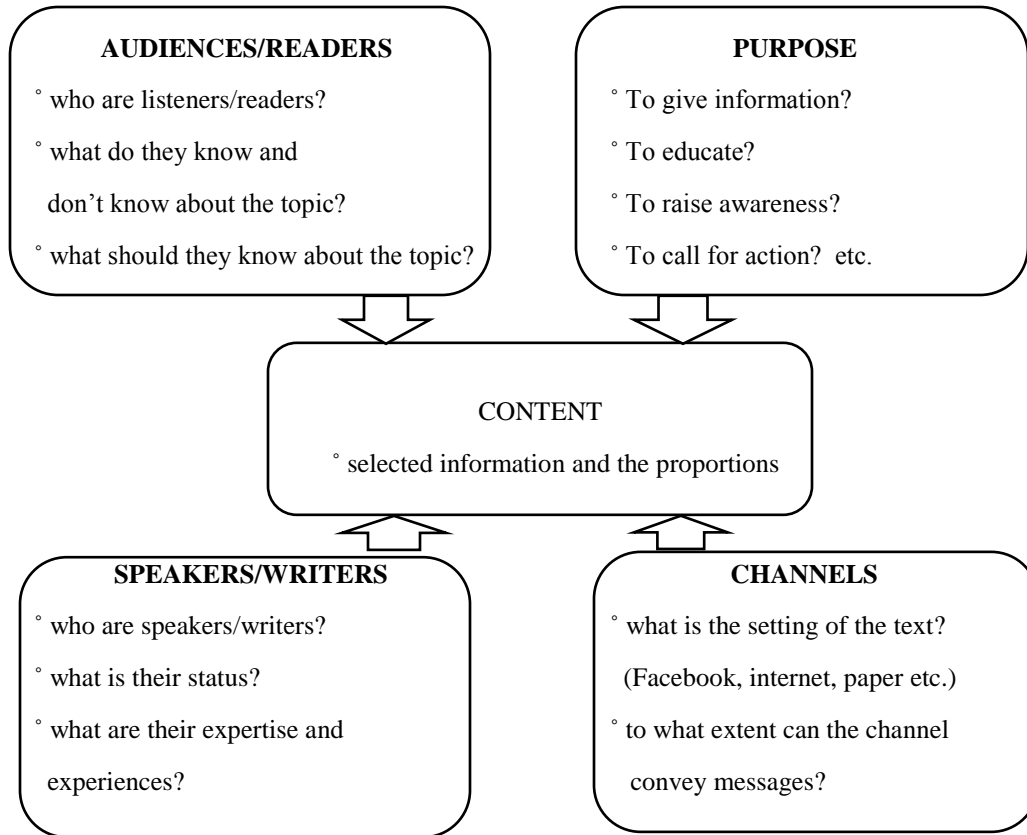 AUDIENCES/READERS
˚ who are listeners/readers?
˚ what do they know and
don’t know about the topic?
˚ what should they know about the topic?
PURPOSE
˚ To give information?
˚ To educate?
˚ To raise awareness?
˚ To call for action?  etc.
CONTENT
˚ selected information and the proportions
SPEAKERS/WRITERS
˚ who are speakers/writers?
˚ what is their status?
˚ what are their expertise and
experiences?
CHANNELS
˚ what is the setting of the text?
(Facebook, internet, paper etc.)
˚ to what extent can the channel
convey messages?